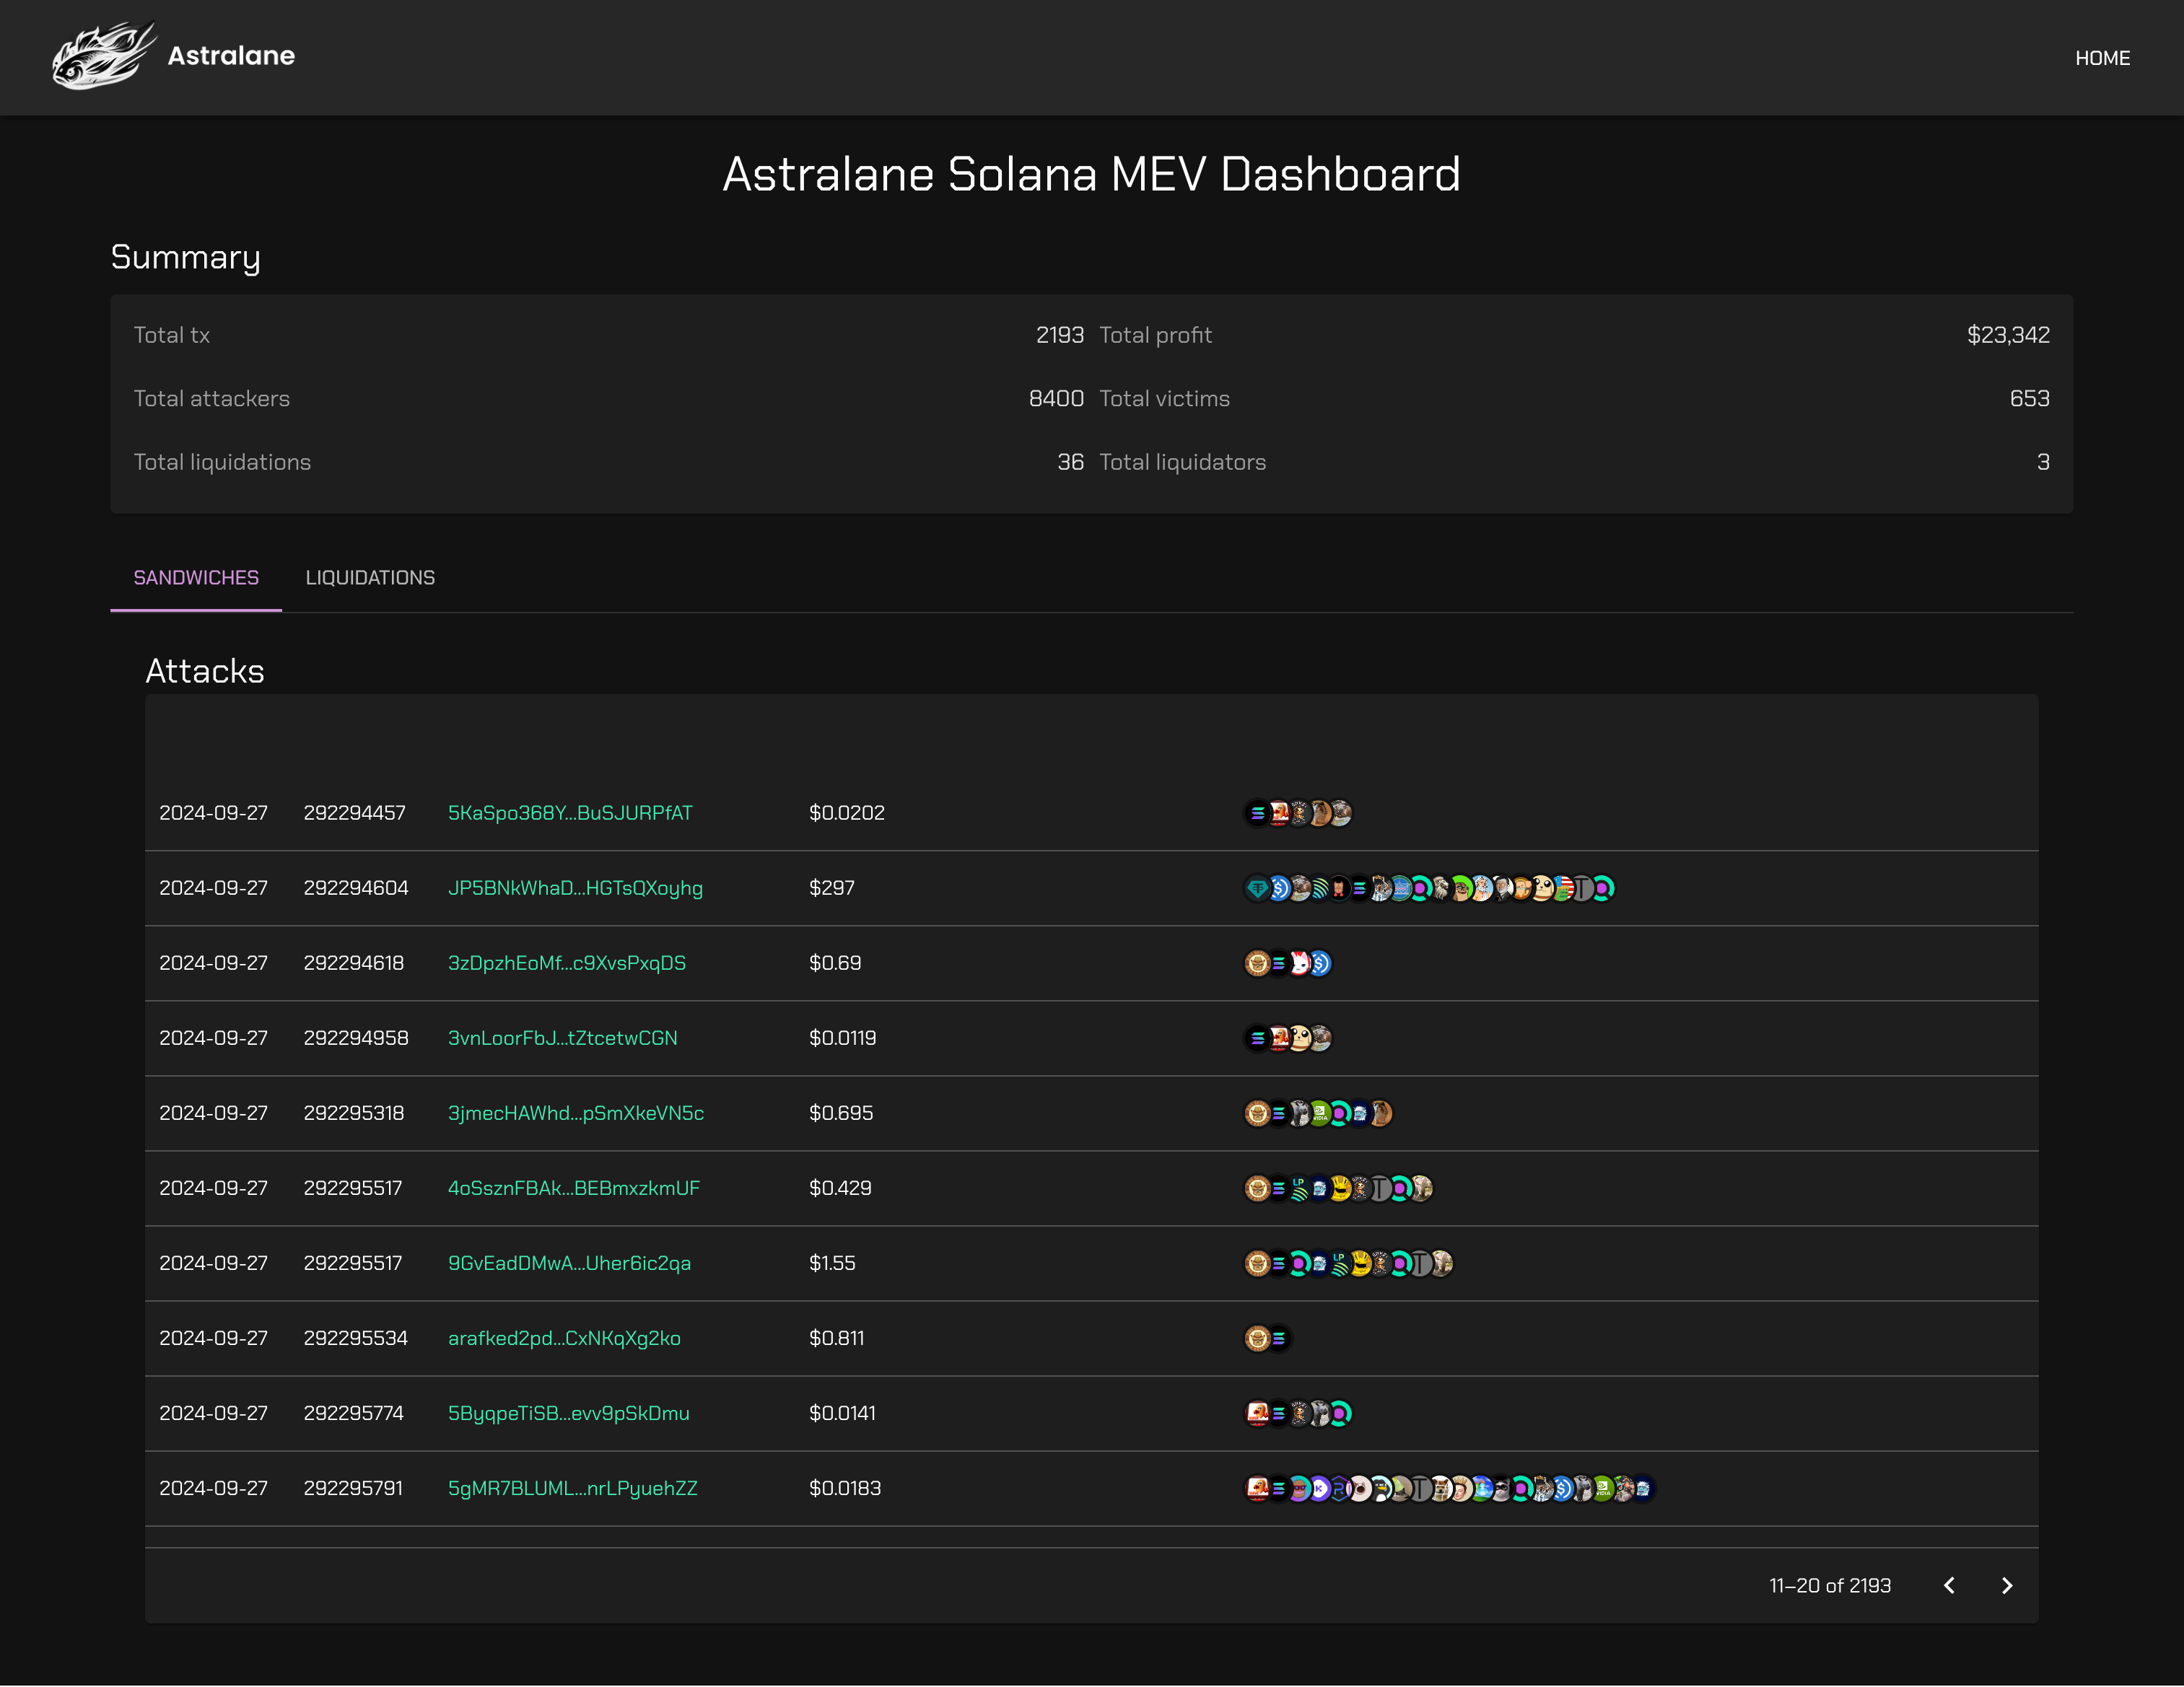 Astralane
HOME
Astralane Solana MEV Dashboard
Summary
Total tx 2193 Total profit $23,342
Total attackers 8400 Total victims 653
Total liquidations 36 Total liquidators 3
SANDWICHES LIQUIDATIONS
Attacks
2024-09-27 292294457 5KaSpo368Y...BuSJURPfAT $0.0202
2024-09-27 292294604 JP5BNkWhaD...HGTsQXoyhg $297
2024-09-27 292294618 3zDpzhEoMf...c9XvsPxqDS $0.69
2024-09-27 292294958 3vnLoorFbJ...tZtcetwCGN $0.0119
2024-09-27 292295318 3jmecHAWhd...pSmXkeVN5c $0.695
2024-09-27 292295517 4oSsznFBAk...BEBmxzkmUF $0.429
2024-09-27 292295517 9GvEadDMwA...Uher6ic2qa $1.55
2024-09-27 292295534 arafked2pd...CxNKqXg2ko $0.811
2024-09-27 292295774 5ByqpeTiSB...evv9pSkDmu $0.0141
2024-09-27 292295791 5gMR7BLUML...nrLPyuehZZ $0.0183
11–20 of 2193